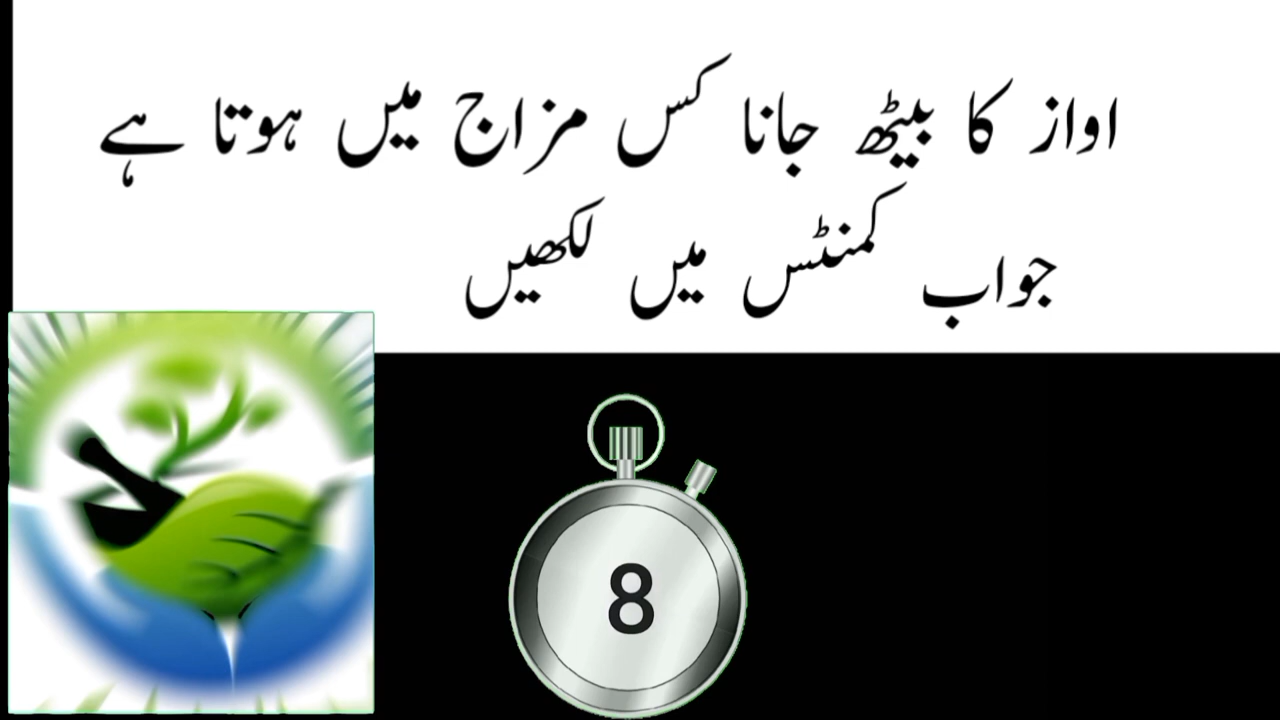 اواز کا بیٹھ جانا کس مزاج میں ہوتا ہے
جواب کمنٹس میں لکھیں
8